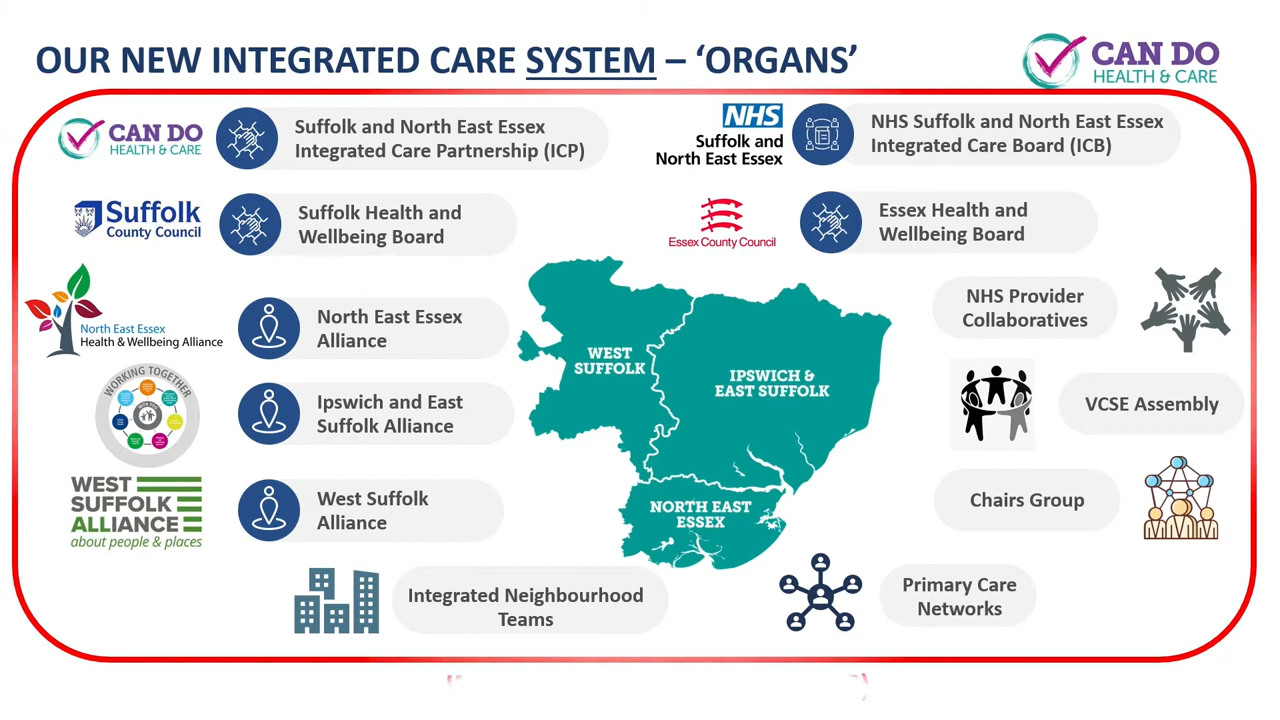 OUR NEW INTEGRATED CARE SYSTEM – ‘ORGANS’
CAN DO
HEALTH & CARE
CAN DO
HEALTH & CARE
Suffolk and North East Essex
Integrated Care Partnership (ICP)
NHS
Suffolk and
North East Essex
NHS Suffolk and North East Essex
Integrated Care Board (ICB)
Suffolk
County Council
Suffolk Health and
Wellbeing Board
Essex County Council
Essex Health and
Wellbeing Board
North East Essex
Health & Wellbeing Alliance
North East Essex
Alliance
WORKING TOGETHER
Ipswich and East
Suffolk Alliance
WEST
SUFFOLK
ALLIANCE
about people & places
West Suffolk
Alliance
WEST
SUFFOLK
IPSWICH &
EAST SUFFOLK
NORTH EAST
ESSEX
NHS Provider
Collaboratives
VCSE Assembly
Chairs Group
Integrated Neighbourhood
Teams
Primary Care
Networks